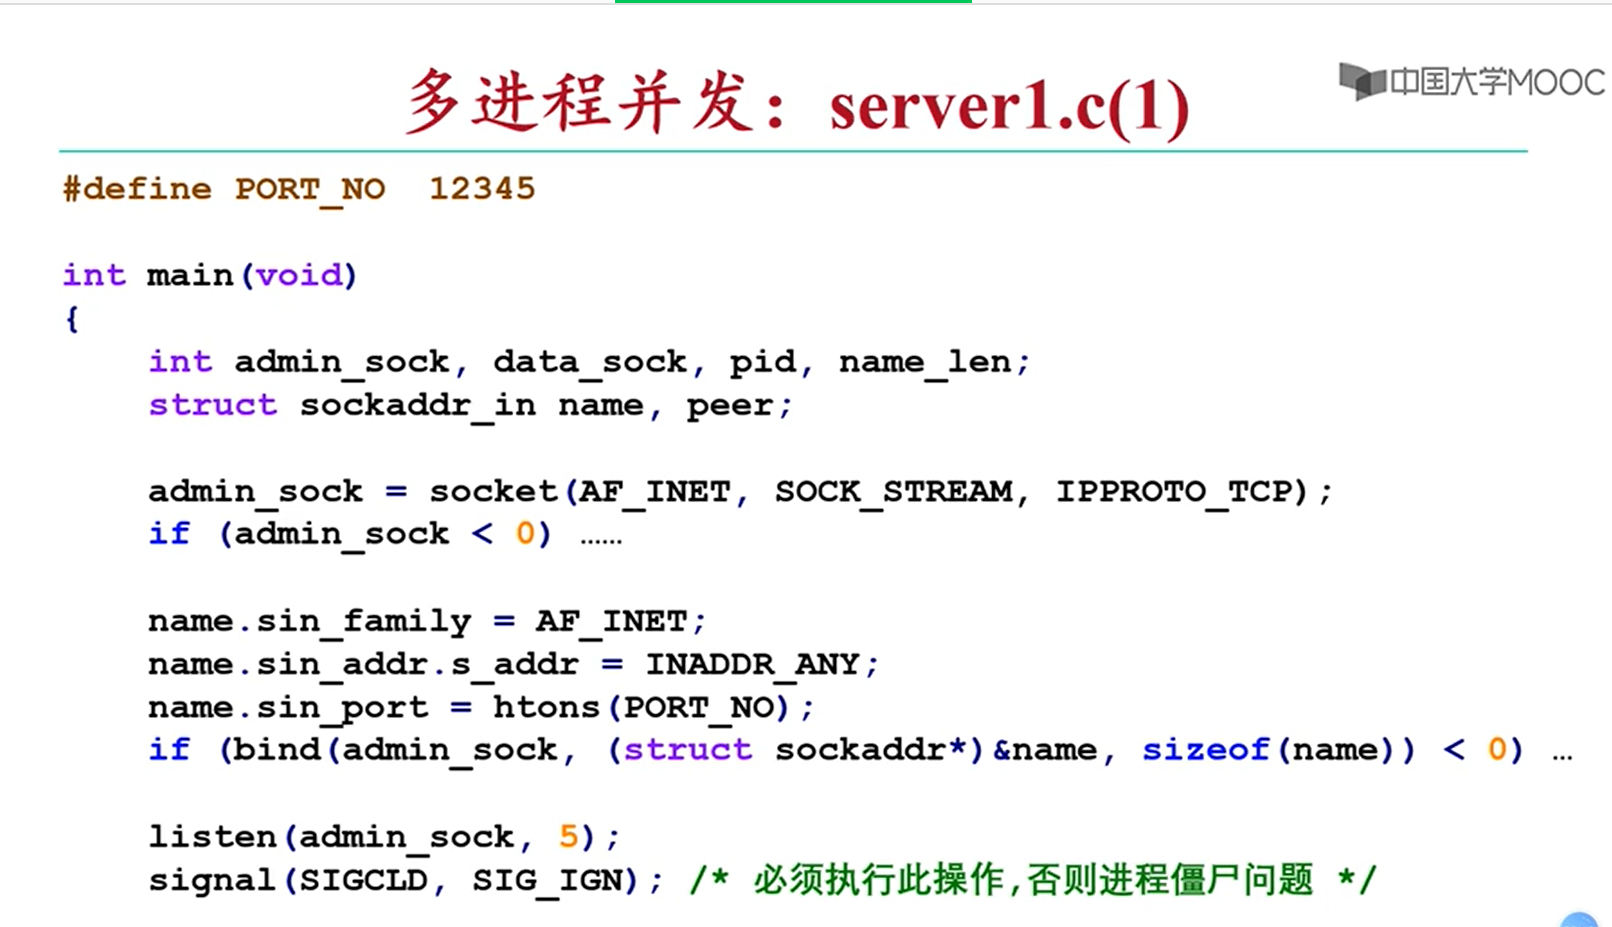 多进程并发：server1.c(1)
中国大学MOOC
#define PORT_NO  12345
int main(void)
{
    int admin_sock, data_sock, pid, name_len;
    struct sockaddr_in name, peer;
    admin_sock = socket(AF_INET, SOCK_STREAM, IPPROTO_TCP);
    if (admin_sock < 0) ……
    name.sin_family = AF_INET;
    name.sin_addr.s_addr = INADDR_ANY;
    name.sin_port = htons(PORT_NO);
    if (bind(admin_sock, (struct sockaddr*)&name, sizeof(name)) < 0) …
    listen(admin_sock, 5);
    signal(SIGCLD, SIG_IGN); /* 必须执行此操作,否则进程僵尸问题 */